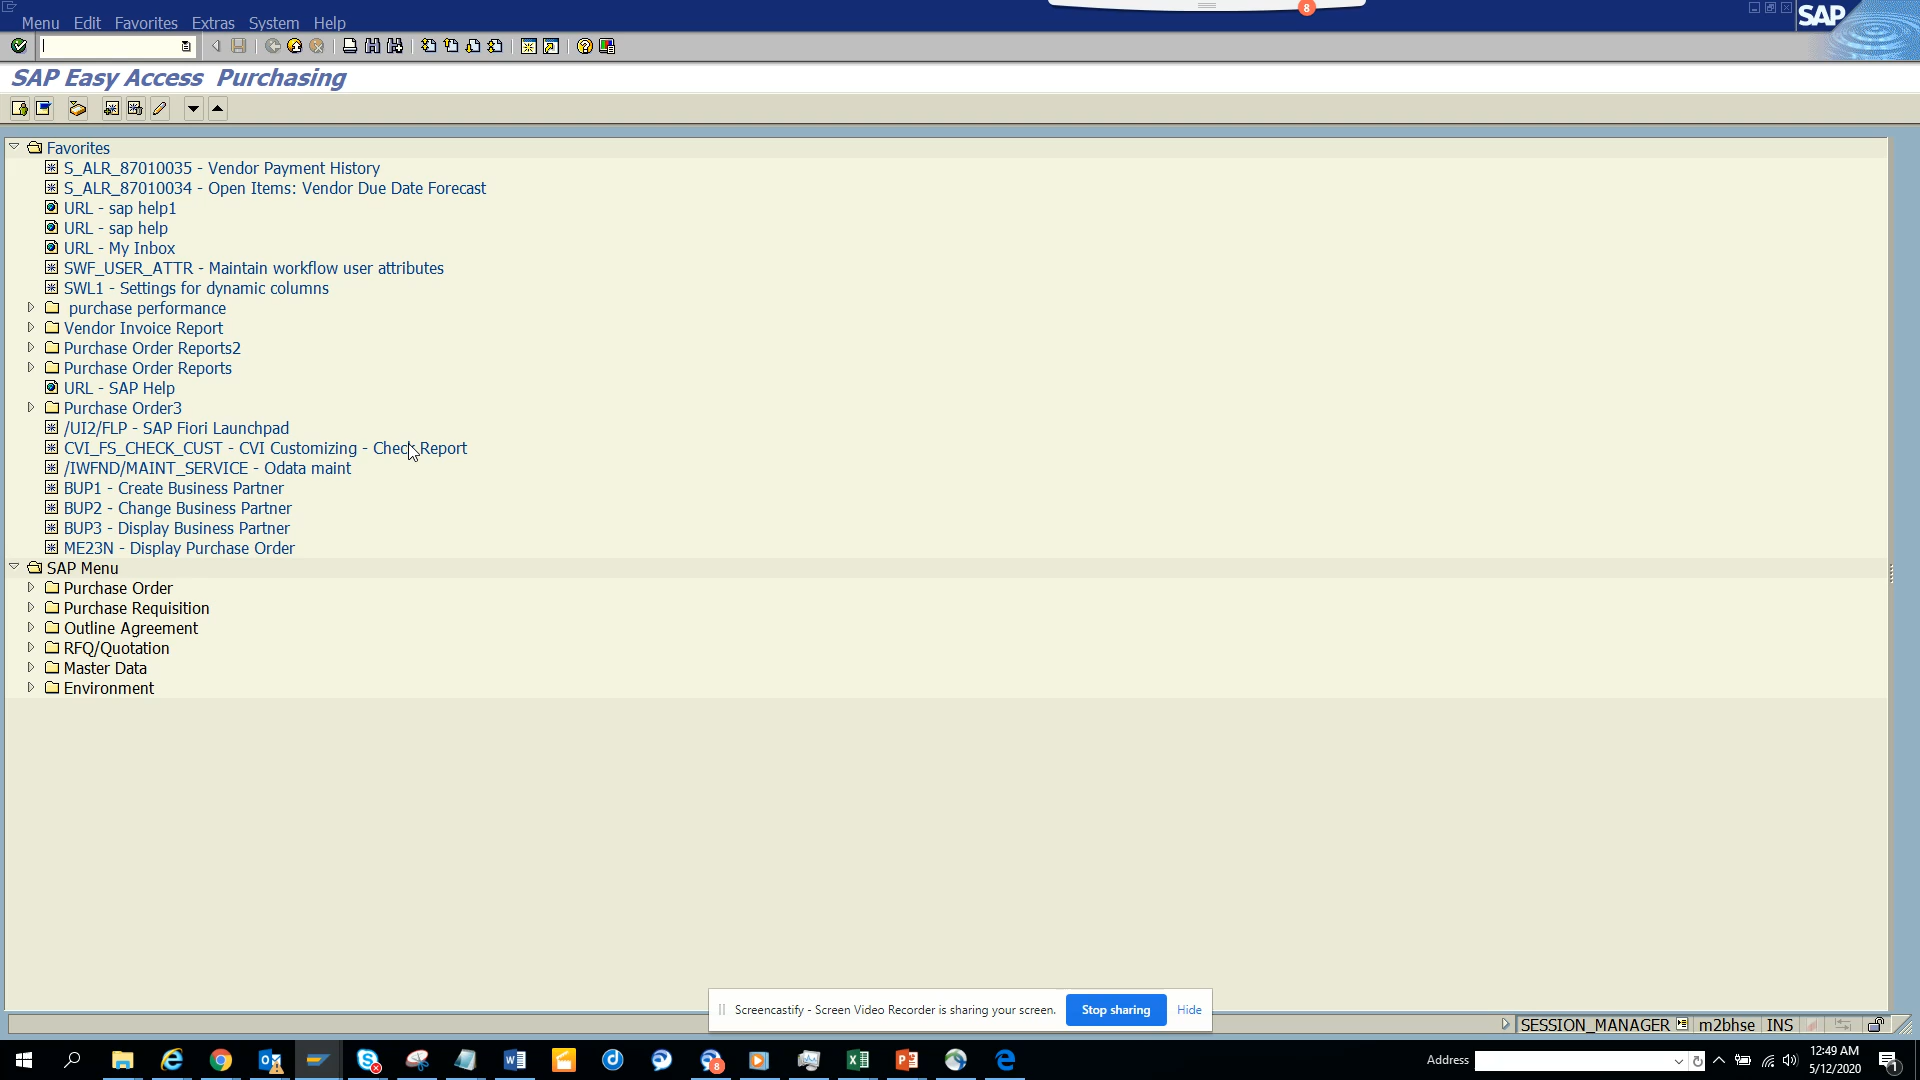 Menu Edit Favorites Extras System Help
8
SAP
SAP Easy Access Purchasing
Favorites
S_ALR_87010035 - Vendor Payment History
S_ALR_87010034 - Open Items: Vendor Due Date Forecast
URL - sap help1
URL - sap help
URL - My Inbox
SWF_USER_ATTR - Maintain workflow user attributes
SWL1 - Settings for dynamic columns
purchase performance
Vendor Invoice Report
Purchase Order Reports2
Purchase Order Reports
URL - SAP Help
Purchase Order3
/UI2/FLP - SAP Fiori Launchpad
CVI_FS_CHECK_CUST - CVI Customizing - Check Report
/IWFND/MAINT_SERVICE - Odata maint
BUP1 - Create Business Partner
BUP2 - Change Business Partner
BUP3 - Display Business Partner
ME23N - Display Purchase Order
SAP Menu
Purchase Order
Purchase Requisition
Outline Agreement
RFQ/Quotation
Master Data
Environment
Screencastify - Screen Video Recorder is sharing your screen. Stop sharing Hide
SESSION_MANAGER m2bhse INS
8
Address
12:49 AM
5/12/2020
1